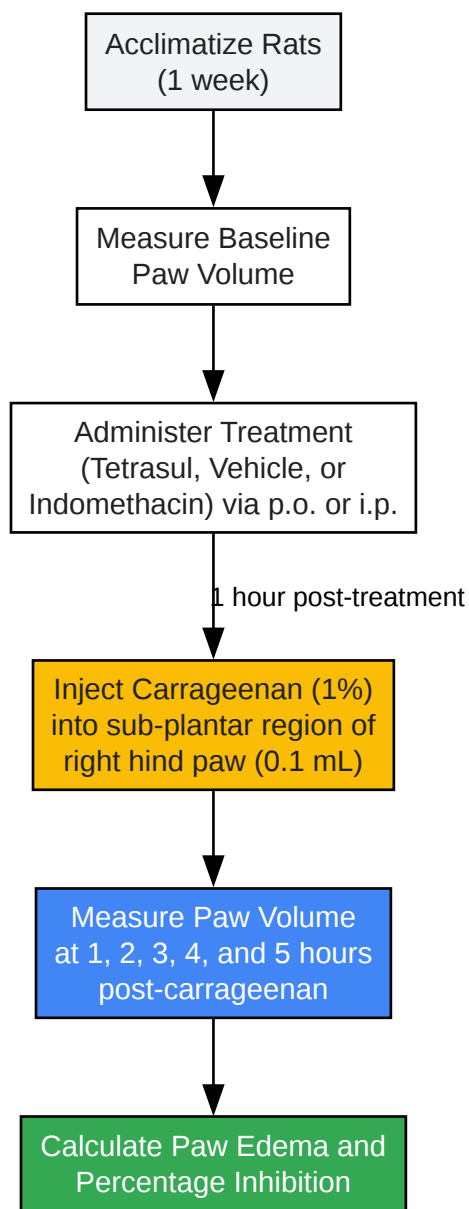 Acclimatize Rats
(1 week)
Measure Baseline
Paw Volume
Administer Treatment
(Tetrasul, Vehicle, or
Indomethacin) via p.o. or i.p.
1 hour post-treatment
Inject Carrageenan (1%)
into sub-plantar region of
right hind paw (0.1 mL)
Measure Paw Volume
at 1, 2, 3, 4, and 5 hours
post-carrageenan
Calculate Paw Edema and
Percentage Inhibition